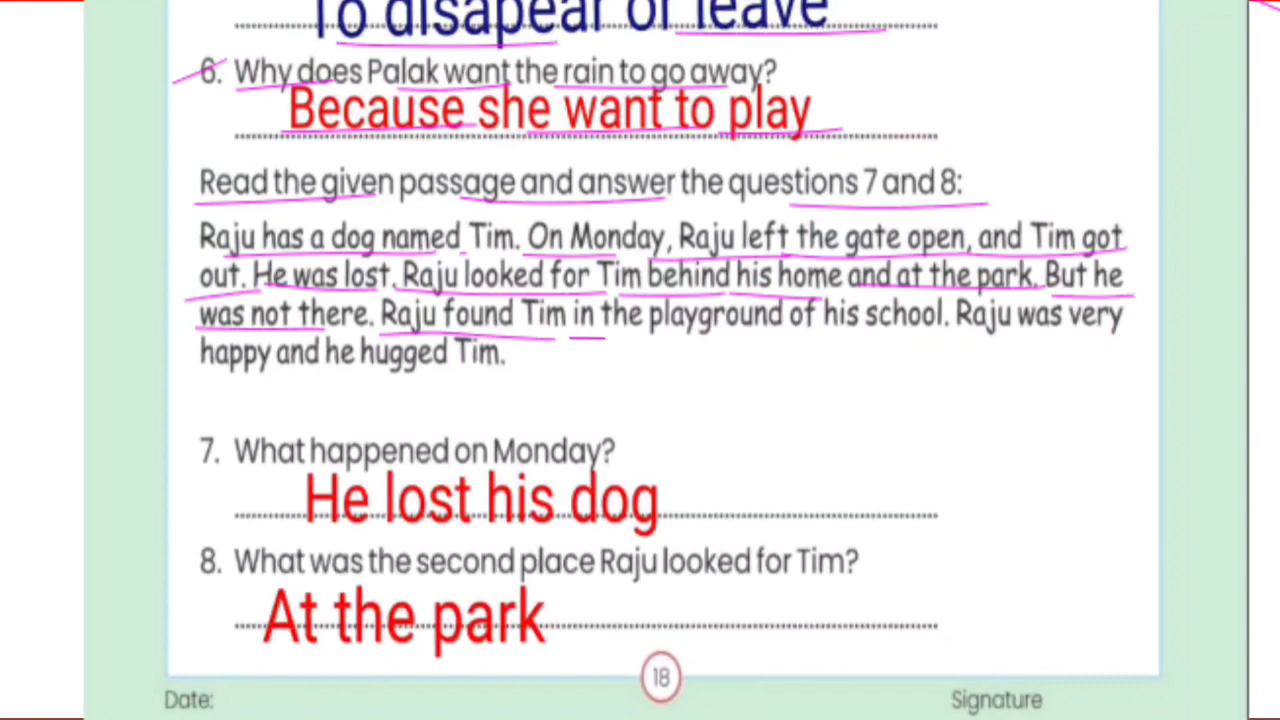 To disapear or leave
6. Why does Palak want the rain to go away?
Because she want to play
Read the given passage and answer the questions 7 and 8:
Raju has a dog named Tim. On Monday, Raju left the gate open, and Tim got
out. He was lost. Raju looked for Tim behind his home and at the park. But he
was not there. Raju found Tim in the playground of his school. Raju was very
happy and he hugged Tim.
7. What happened on Monday?
He lost his dog
8. What was the second place Raju looked for Tim?
At the park
18
Date:
Signature